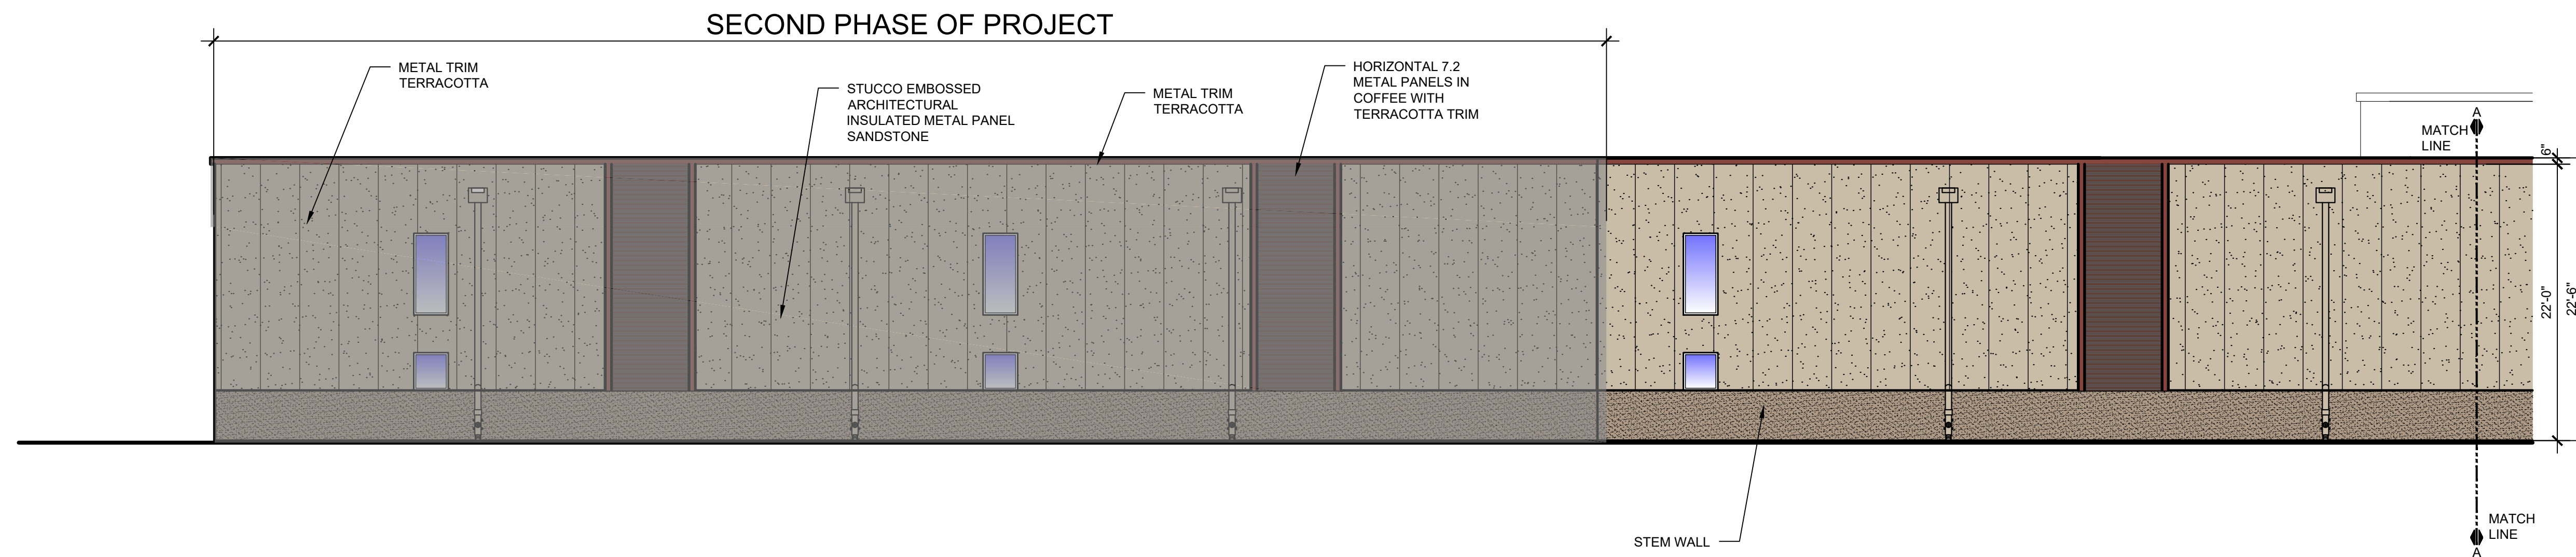 SECOND PHASE OF PROJECT
METAL TRIM
TERRACOTTA
STUCCO EMBOSSED
ARCHITECTURAL
INSULATED METAL PANEL
SANDSTONE
METAL TRIM
TERRACOTTA
HORIZONTAL 7.2
METAL PANELS IN
COFFEE WITH
TERRACOTTA TRIM
A
MATCH
LINE
6"
22'-0"
22'-6"
STEM WALL
MATCH
LINE
A